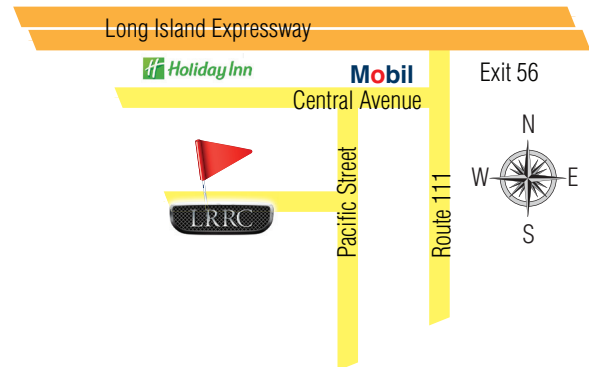 Long Island Expressway
Holiday Inn
Mobil
Exit 56
Central Avenue
N
W
E
S
Pacific Street
Route 111
LRRC